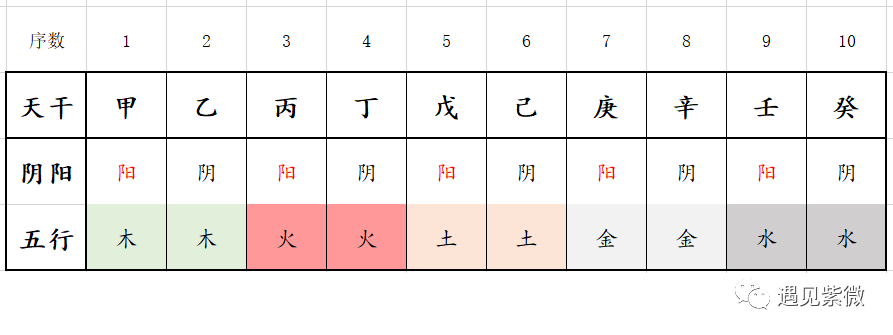 序数 1 2 3 4 5 6 7 8 9 10
天干 甲 乙 丙 丁 戊 己 庚 辛 壬 癸
阴阳 阳 阴 阳 阴 阳 阴 阳 阴 阳 阴
五行 木 木 火 火 土 土 金 金 水 水
遇见紫微